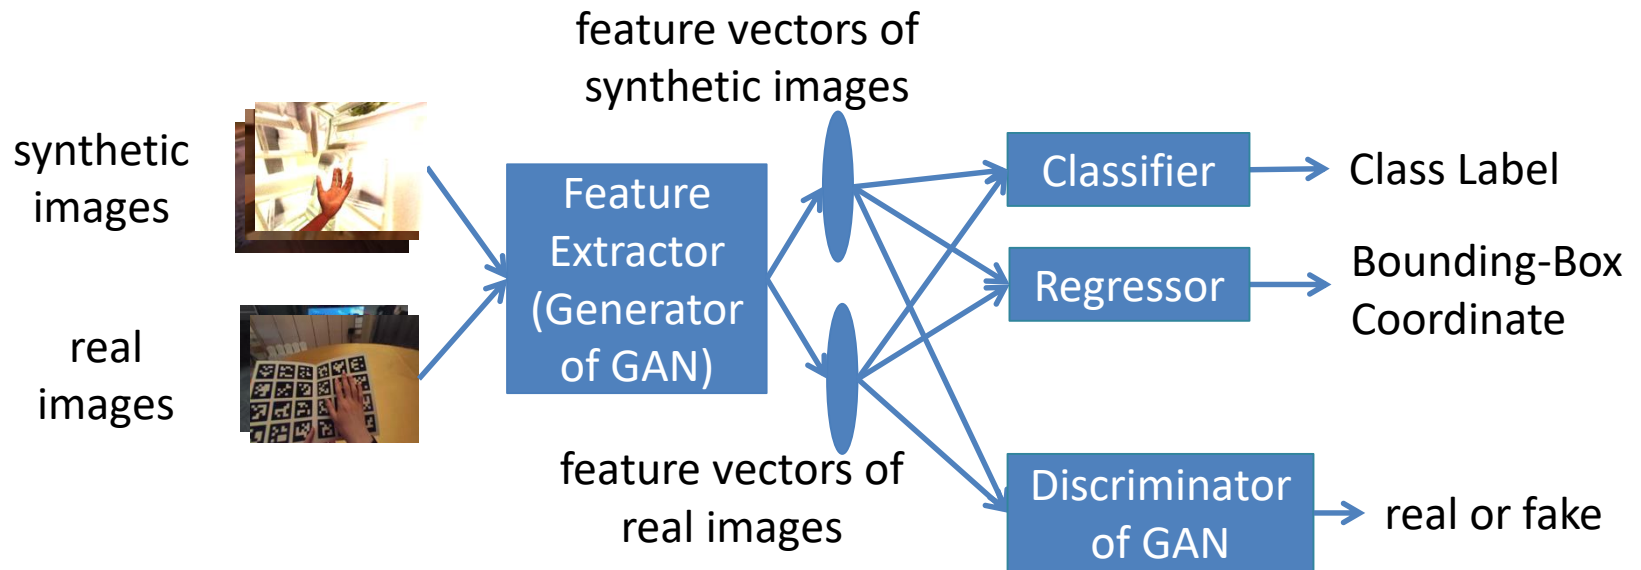 feature vectors of
synthetic images
synthetic
images
real
images
Feature
Extractor
(Generator
of GAN)
feature vectors of
real images
Classifier
Class Label
Regressor
Bounding-Box
Coordinate
Discriminator
of GAN
real or fake